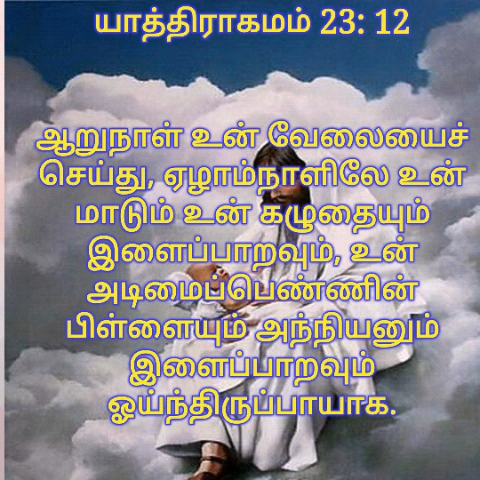 யாத்திராகமம் 23: 12
ஆறுநாள் உன் வேலையைச்
செய்து, ஏழாம்நாளிலே உன்
மாடும் உன் கழுதையும்
இளைப்பாறவும், உன்
அடிமைப்பெண்ணின்
பிள்ளையும் அந்நியனும்
இளைப்பாறவும்
ஓய்ந்திருப்பாயாக.